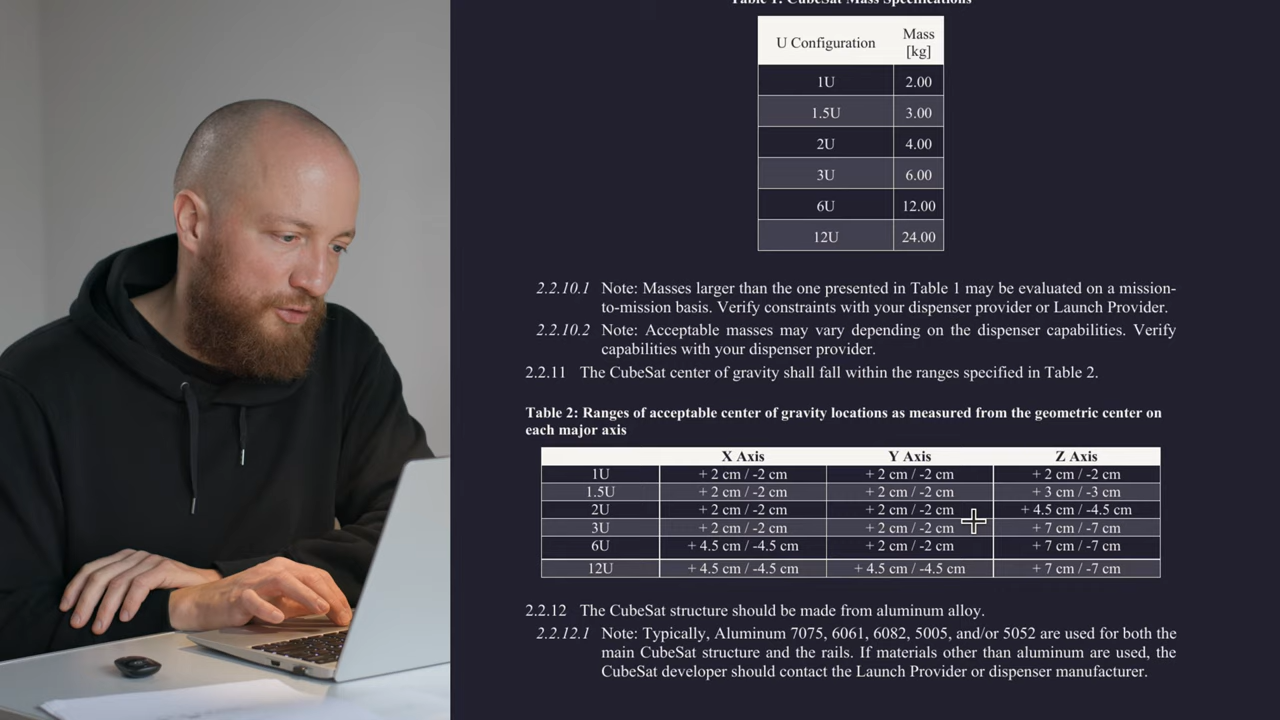 Table 1: CubeSat Mass Specifications
U Configuration Mass [kg]
1U 2.00
1.5U 3.00
2U 4.00
3U 6.00
6U 12.00
12U 24.00
2.2.10.1 Note: Masses larger than the one presented in Table 1 may be evaluated on a mission-
to-mission basis. Verify constraints with your dispenser provider or Launch Provider.
2.2.10.2 Note: Acceptable masses may vary depending on the dispenser capabilities. Verify
capabilities with your dispenser provider.
2.2.11 The CubeSat center of gravity shall fall within the ranges specified in Table 2.
Table 2: Ranges of acceptable center of gravity locations as measured from the geometric center on
each major axis
X Axis Y Axis Z Axis
1U + 2 cm / -2 cm + 2 cm / -2 cm + 2 cm / -2 cm
1.5U + 2 cm / -2 cm + 2 cm / -2 cm + 3 cm / -3 cm
2U + 2 cm / -2 cm + 2 cm / -2 cm + 4.5 cm / -4.5 cm
3U + 2 cm / -2 cm + 2 cm / -2 cm + 7 cm / -7 cm
6U + 4.5 cm / -4.5 cm + 2 cm / -2 cm + 7 cm / -7 cm
12U + 4.5 cm / -4.5 cm + 4.5 cm / -4.5 cm + 7 cm / -7 cm
2.2.12 The CubeSat structure should be made from aluminum alloy.
2.2.12.1 Note: Typically, Aluminum 7075, 6061, 6082, 5005, and/or 5052 are used for both the
main CubeSat structure and the rails. If materials other than aluminum are used, the
CubeSat developer should contact the Launch Provider or dispenser manufacturer.